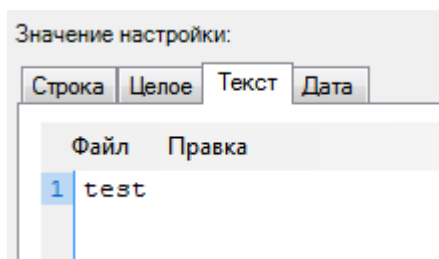 Значение настройки:
Строка Целое Текст Дата
Файл Правка
1 test